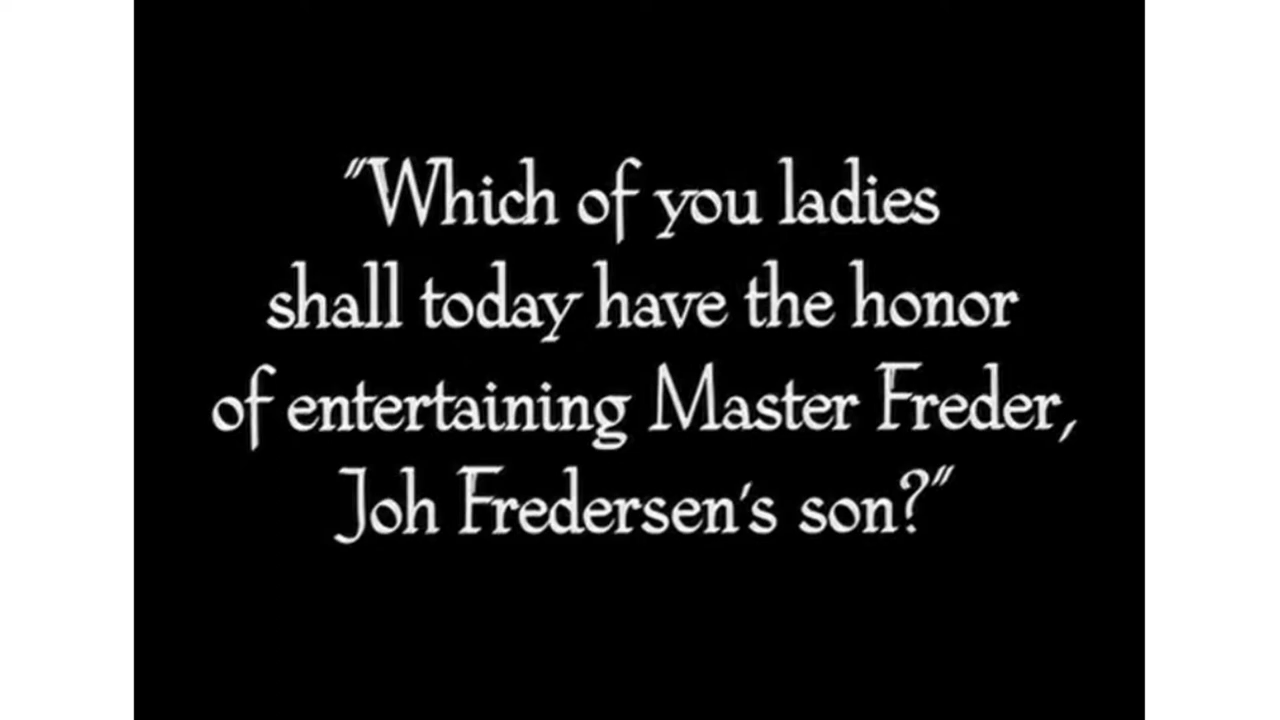 "Which of you ladies
shall today have the honor
of entertaining Master Freder,
Joh Fredersen's son?"